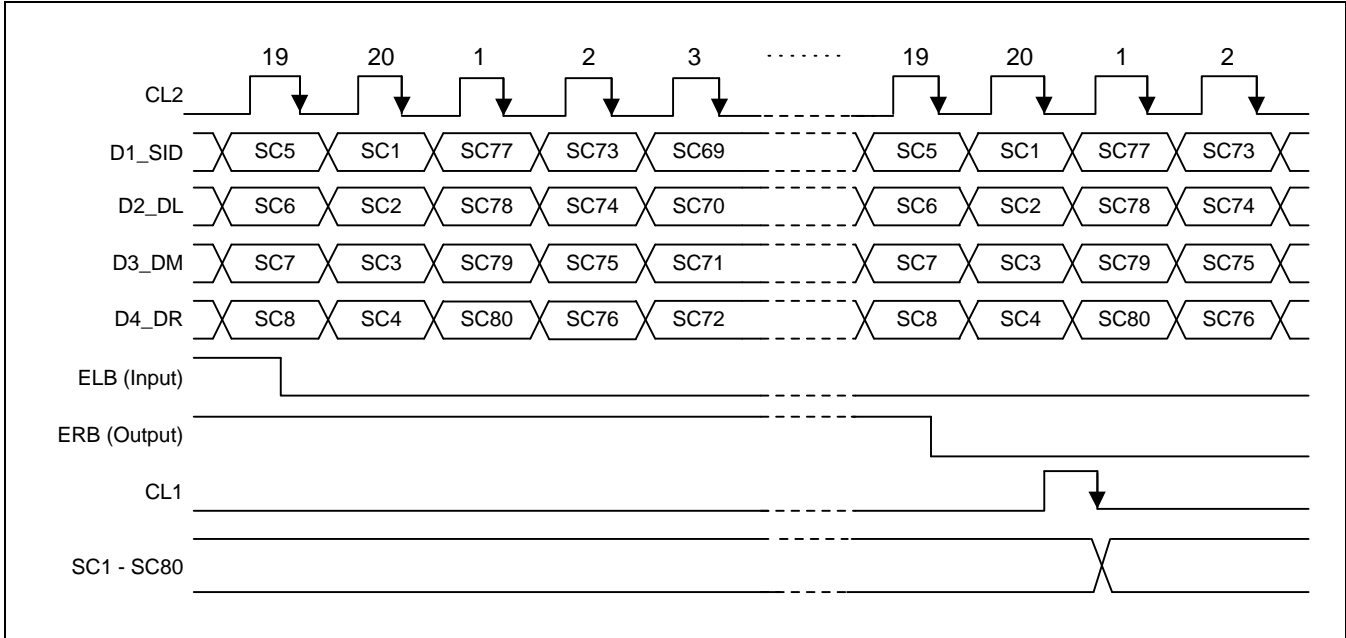 19 20 1 2 3 ....... 19 20 1 2
CL2
D1_SID SC5 SC1 SC77 SC73 SC69 SC5 SC1 SC77 SC73
D2_DL SC6 SC2 SC78 SC74 SC70 SC6 SC2 SC78 SC74
D3_DM SC7 SC3 SC79 SC75 SC71 SC7 SC3 SC79 SC75
D4_DR SC8 SC4 SC80 SC76 SC72 SC8 SC4 SC80 SC76
ELB (Input)
ERB (Output)
CL1
SC1 - SC80